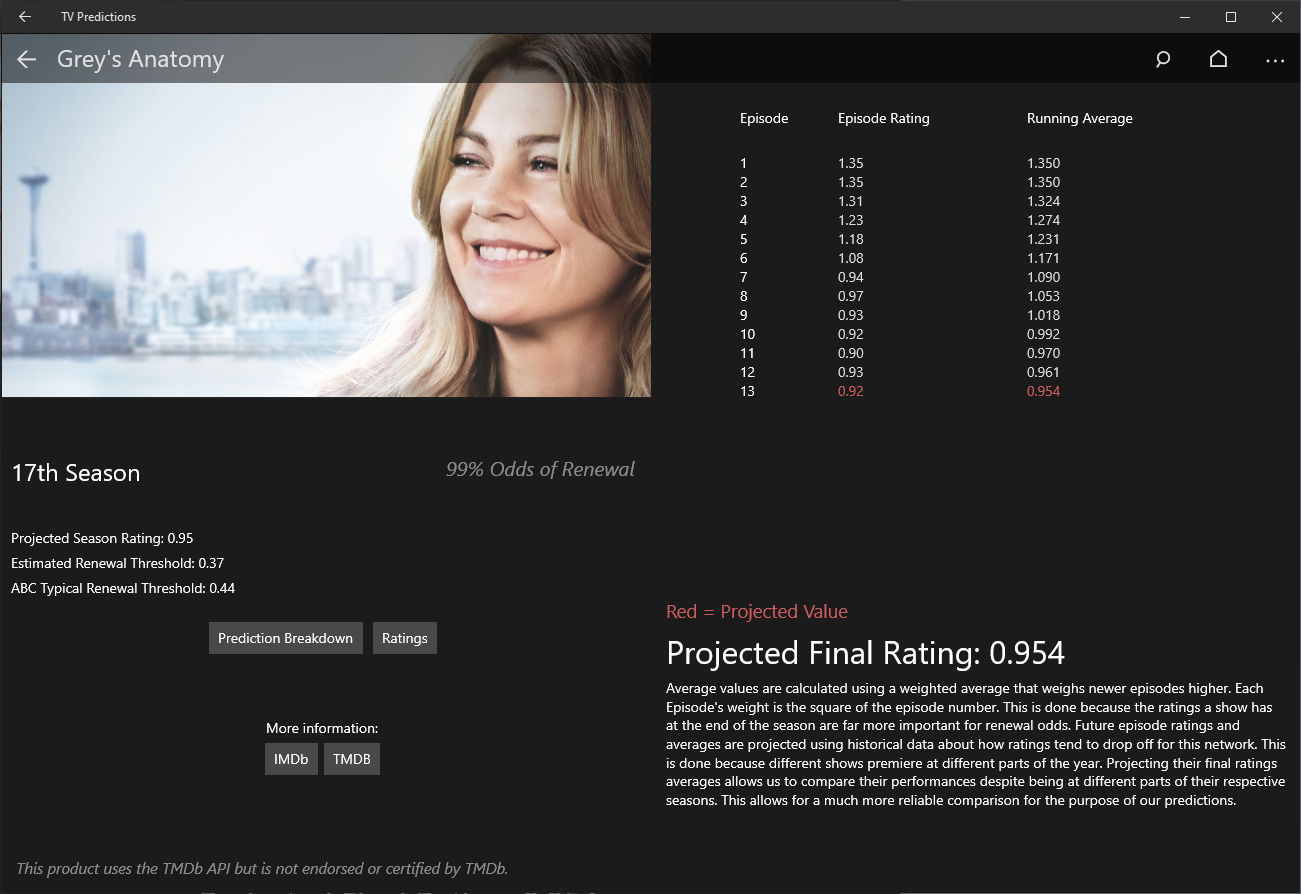 TV Predictions
Grey's Anatomy
Episode Episode Rating Running Average
1 1.35 1.350
2 1.35 1.350
3 1.31 1.324
4 1.23 1.274
5 1.18 1.231
6 1.08 1.171
7 0.94 1.090
8 0.97 1.053
9 0.93 1.018
10 0.92 0.992
11 0.90 0.970
12 0.93 0.961
13 0.92 0.954
17th Season
99% Odds of Renewal
Projected Season Rating: 0.95
Estimated Renewal Threshold: 0.37
ABC Typical Renewal Threshold: 0.44
Prediction Breakdown
Ratings
More information:
IMDb
TMDB
Red = Projected Value
Projected Final Rating: 0.954
Average values are calculated using a weighted average that weighs newer episodes higher. Each
Episode's weight is the square of the episode number. This is done because the ratings a show has
at the end of the season are far more important for renewal odds. Future episode ratings and
averages are projected using historical data about how ratings tend to drop off for this network. This
is done because different shows premiere at different parts of the year. Projecting their final ratings
averages allows us to compare their performances despite being at different parts of their respective
seasons. This allows for a much more reliable comparison for the purpose of our predictions.
This product uses the TMDb API but is not endorsed or certified by TMDb.